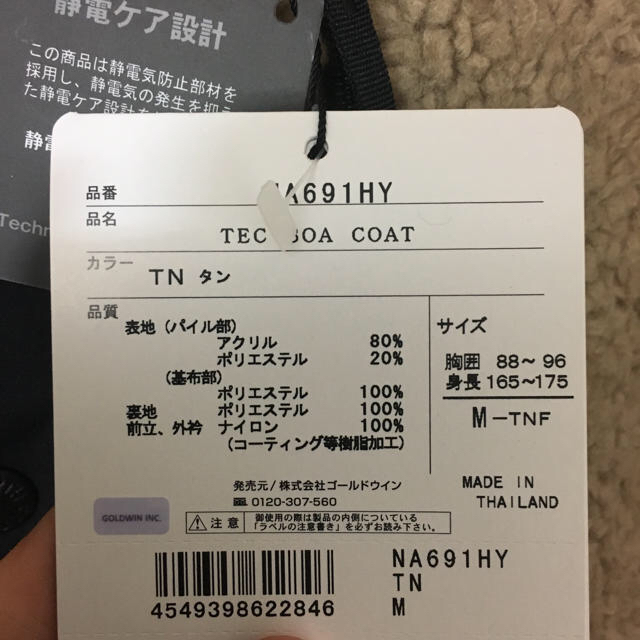 静電ケア設計
この商品は静電気防止部材を
採用し、静電気の発生を抑え
た静電ケア設計
静電
Techn
品番 NA691HY
品名
TEC BOA COAT
カラー
TN タン
品質
表地(パイル部)
アクリル 80%
ポリエステル 20%
(基布部)
ポリエステル 100%
裏地 ポリエステル 100%
前立、外衿 ナイロン 100%
(コーティング等樹脂加工)
サイズ
胸囲 88～96
身長 165～175
M-TNF
発売元/株式会社ゴールドウイン
0120-307-560
MADE IN
THAILAND
GOLDWIN INC.
注意
御使用の際は製品の内側についている
「ラベルの注意書き」を必ずお読み下さい。
NA691HY
TN
M
4549398622846